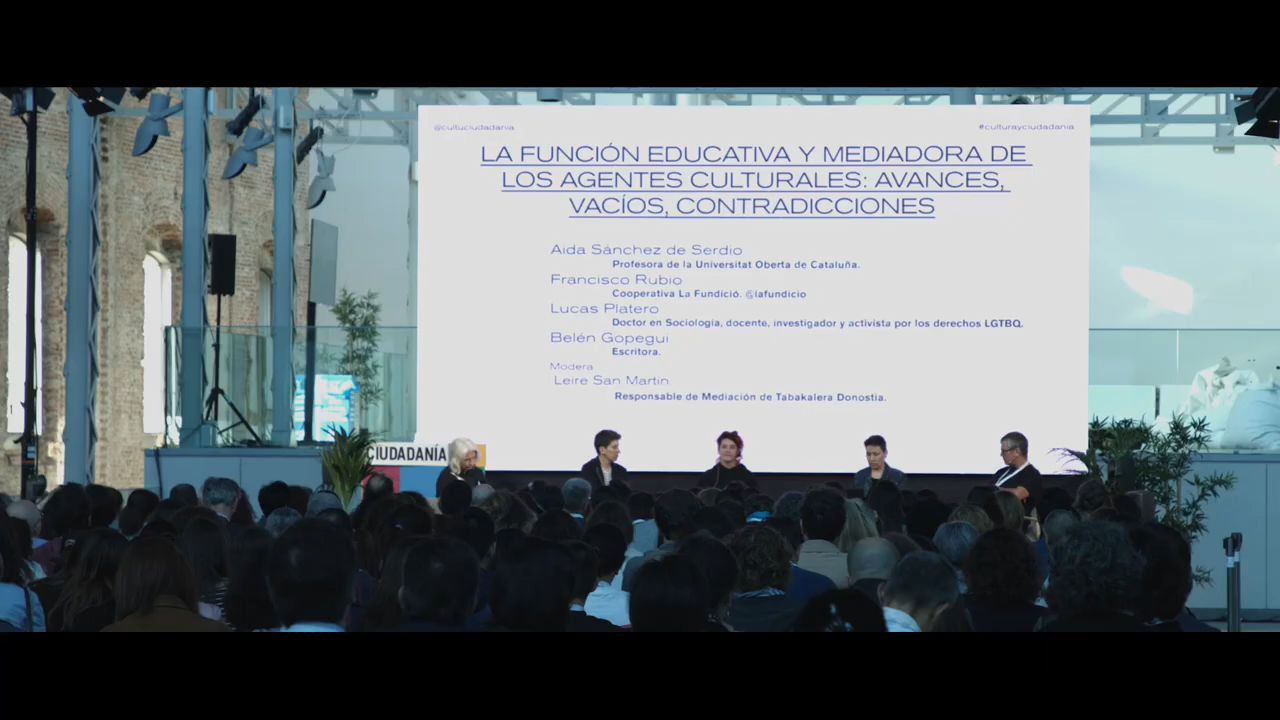 @cultuciudadania
#culturayciudadania
LA FUNCIÓN EDUCATIVA Y MEDIADORA DE
LOS AGENTES CULTURALES: AVANCES,
VACÍOS, CONTRADICCIONES
Aida Sánchez de Serdio
Profesora de la Universitat Oberta de Cataluña.
Francisco Rubio
Cooperativa La Fundició. @lafundicio
Lucas Platero
Doctor en Sociología, docente, investigador y activista por los derechos LGTBQ.
Belén Gopegui
Escritora.
Modera
Leire San Martin
Responsable de Mediación de Tabakalera Donostia.
CIUDADANÍA